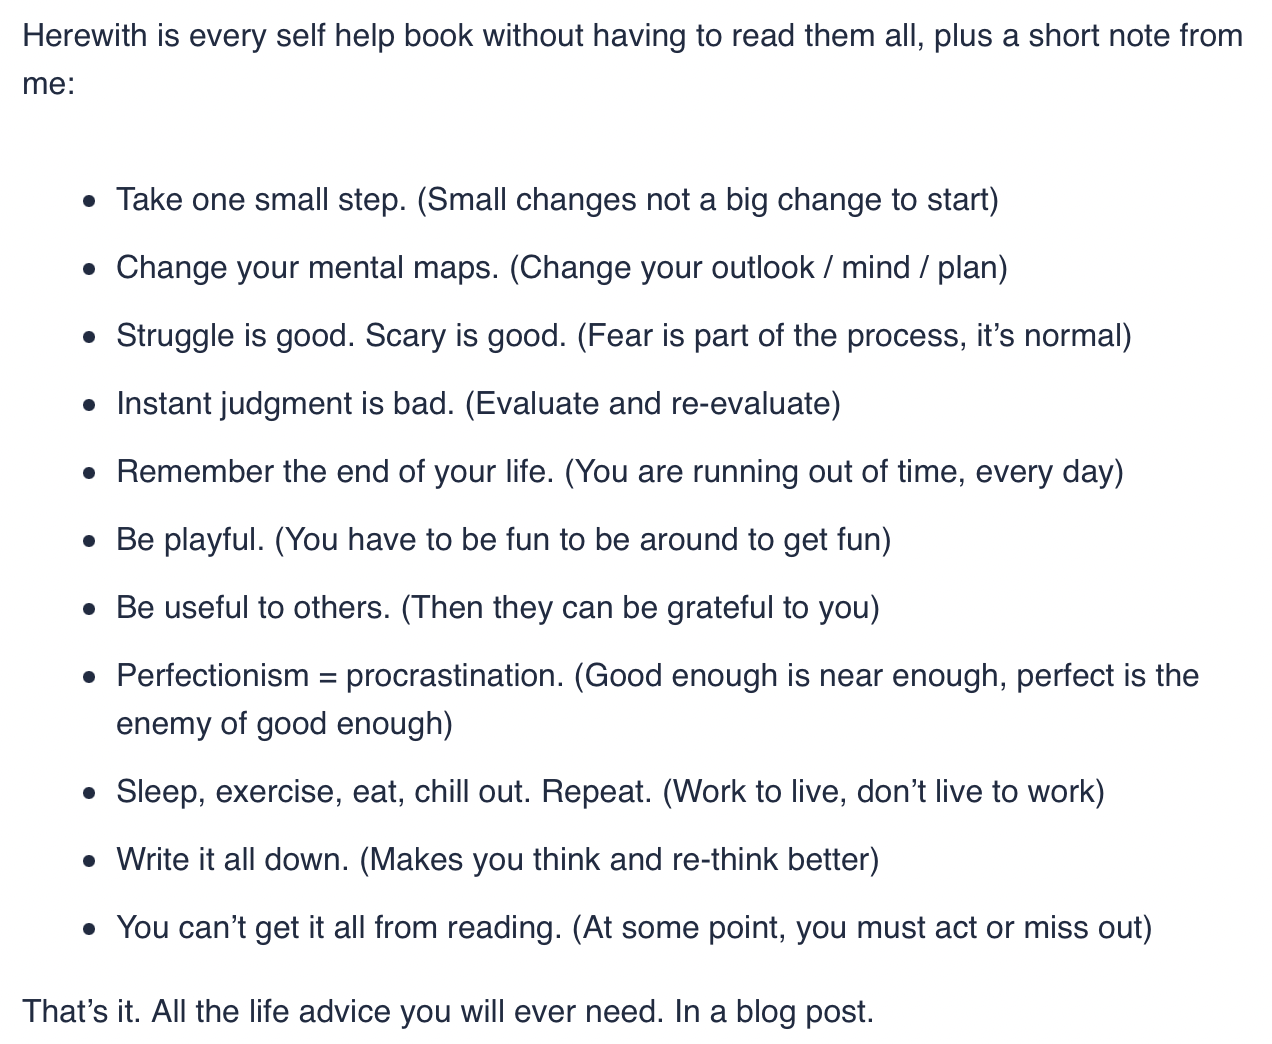 Herewith is every self help book without having to read them all, plus a short note from
me:
• Take one small step. (Small changes not a big change to start)
• Change your mental maps. (Change your outlook / mind / plan)
• Struggle is good. Scary is good. (Fear is part of the process, it’s normal)
• Instant judgment is bad. (Evaluate and re-evaluate)
• Remember the end of your life. (You are running out of time, every day)
• Be playful. (You have to be fun to be around to get fun)
• Be useful to others. (Then they can be grateful to you)
• Perfectionism = procrastination. (Good enough is near enough, perfect is the
enemy of good enough)
• Sleep, exercise, eat, chill out. Repeat. (Work to live, don’t live to work)
• Write it all down. (Makes you think and re-think better)
• You can’t get it all from reading. (At some point, you must act or miss out)
That’s it. All the life advice you will ever need. In a blog post.